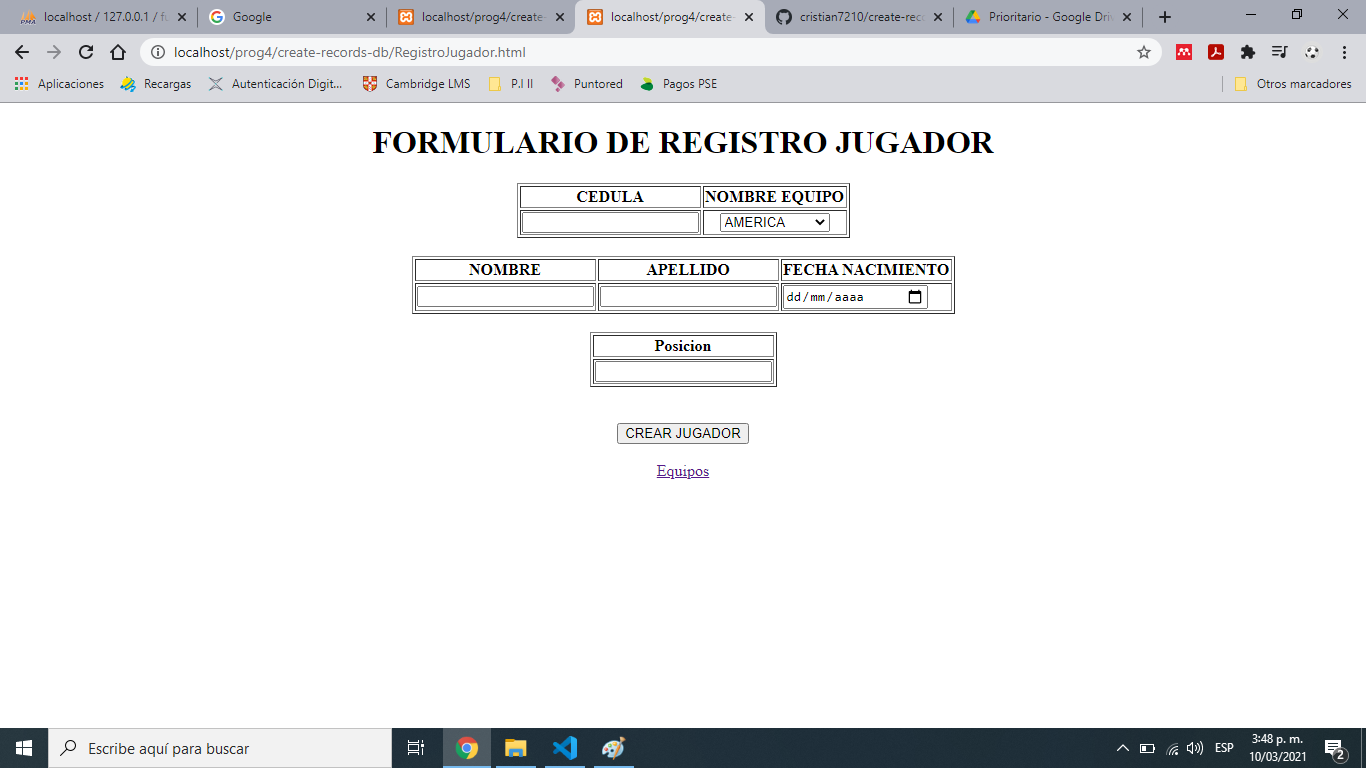 localhost / 127.0.0.1 / fu
Google
localhost/prog4/create-
localhost/prog4/create-
cristian7210/create-reco
Prioritario - Google Driv
localhost/prog4/create-records-db/RegistroJugador.html
Aplicaciones
Recargas
Autenticación Digit...
Cambridge LMS
P.I II
Puntored
Pagos PSE
Otros marcadores
FORMULARIO DE REGISTRO JUGADOR
CEDULA NOMBRE EQUIPO
AMERICA
NOMBRE APELLIDO FECHA NACIMIENTO
dd/mm/aaaa
Posicion
CREAR JUGADOR
Equipos
Escribe aquí para buscar
ESP
3:48 p. m.
10/03/2021
2